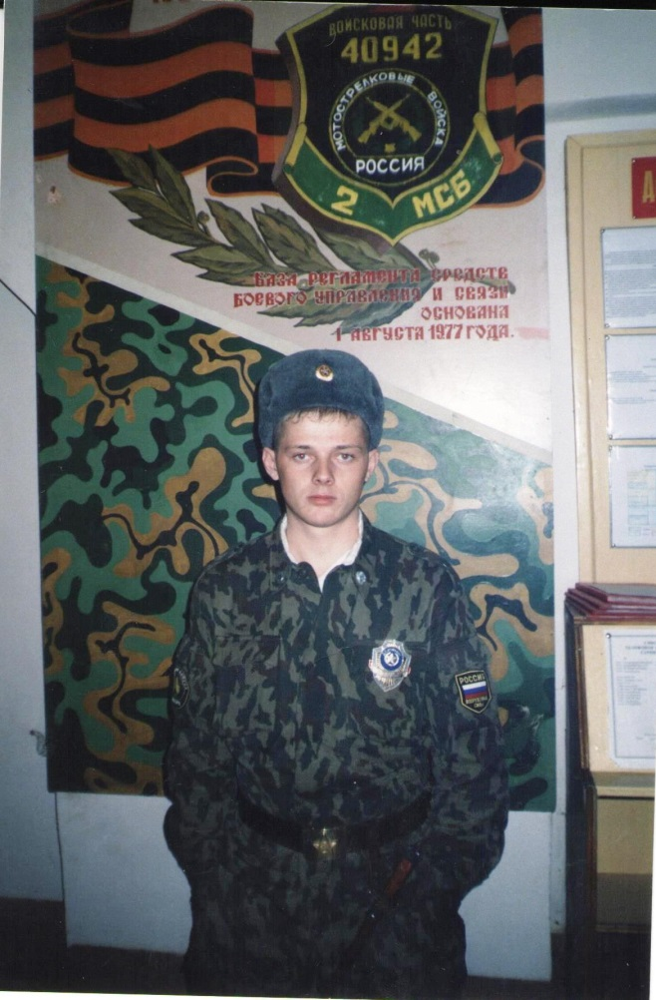 ВОЙСКОВАЯ ЧАСТЬ
40942
МОТОСТРЕЛКОВЫЕ ВОЙСКА
РОССИЯ
2 МСБ
БАЗА РЕГЛАМЕНТА СРЕДСТВ
БОЕВОГО УПРАВЛЕНИЯ И СВЯЗИ
ОСНОВАНА
1 АВГУСТА 1977 ГОДА.
РОССИЯ